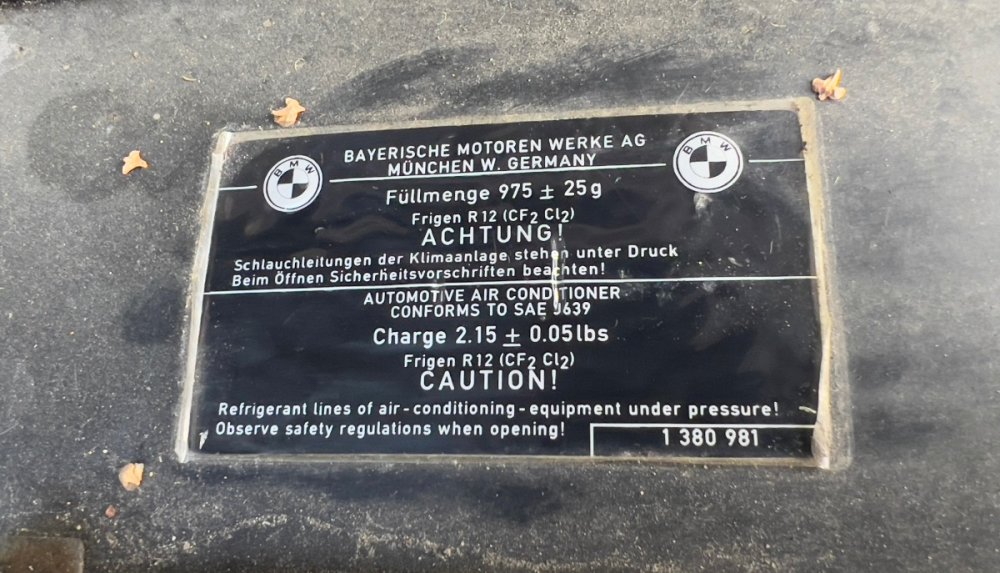 BAYERISCHE MOTOREN WERKE AG
MÜNCHEN W. GERMANY
BMW
BMW
Füllmenge 975 ± 25g
Frigen R12 (CF₂ Cl₂)
ACHTUNG!
Schlauchleitungen der Klimaanlage stehen unter Druck
Beim Öffnen Sicherheitsvorschriften beachten!
AUTOMOTIVE AIR CONDITIONER
CONFORMS TO SAE J639
Charge 2.15 ± 0.05lbs
Frigen R12 (CF₂ Cl₂)
CAUTION!
Refrigerant lines of air-conditioning-equipment under pressure!
Observe safety regulations when opening!
1 380 981